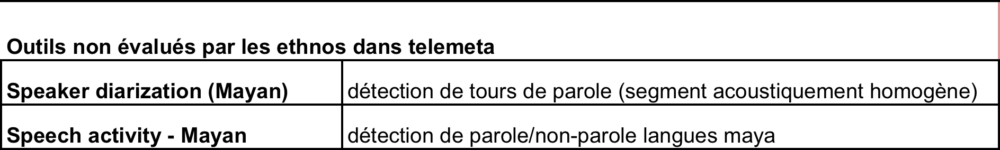 Outils non évalués par les ethnos dans telemeta
Speaker diarization (Mayan) détection de tours de parole (segment acoustiquement homogène)
Speech activity - Mayan détection de parole/non-parole langues maya